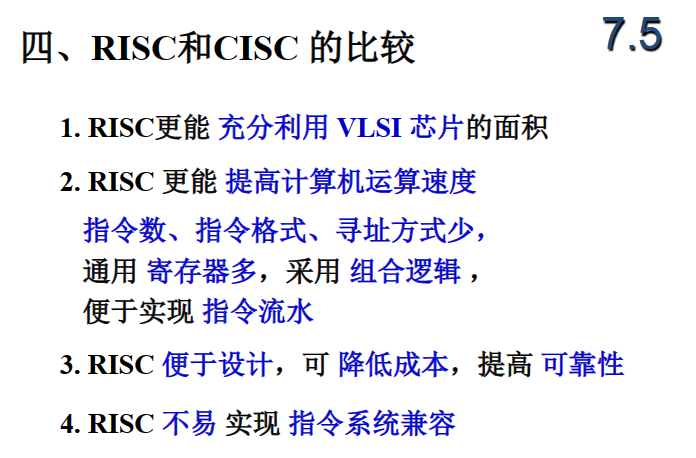 四、RISC和CISC 的比较
7.5
1. RISC更能 充分利用 VLSI 芯片的面积
2. RISC 更能 提高计算机运算速度
指令数、指令格式、寻址方式少，
通用 寄存器多，采用 组合逻辑 ，
便于实现 指令流水
3. RISC 便于设计，可 降低成本，提高 可靠性
4. RISC 不易 实现 指令系统兼容